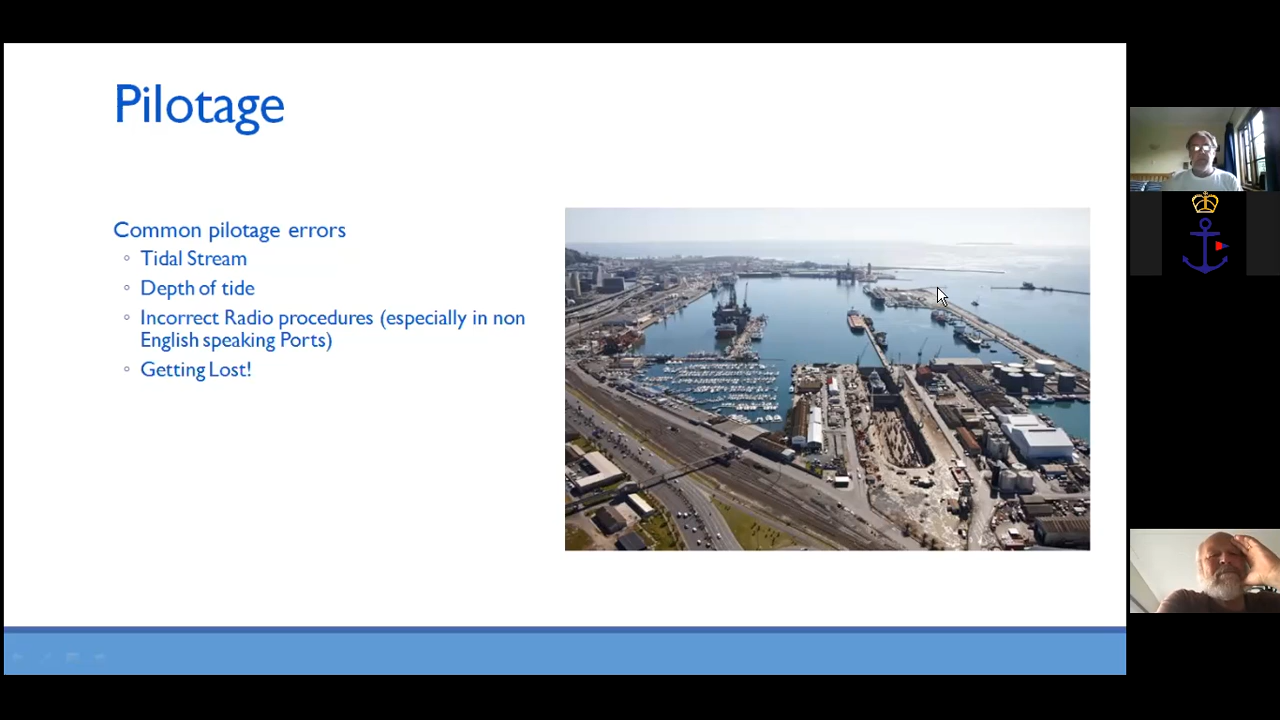 Pilotage
Common pilotage errors
◦ Tidal Stream
◦ Depth of tide
◦ Incorrect Radio procedures (especially in non
English speaking Ports)
◦ Getting Lost!